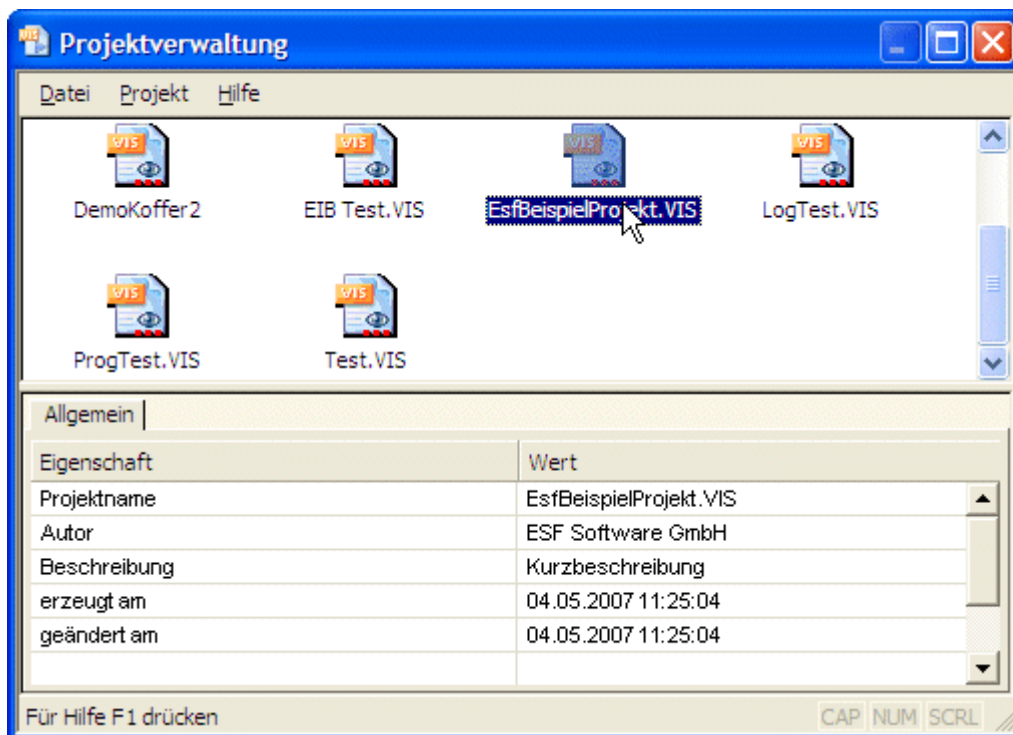 Projektverwaltung
Datei Projekt Hilfe
VIS VIS VIS VIS
DemoKoffer2 EIB Test.VIS EsfBeispielProjekt.VIS LogTest.VIS
VIS VIS
ProgTest.VIS Test.VIS
Allgemein
Eigenschaft Wert
Projektname EsfBeispielProjekt.VIS
Autor ESF Software GmbH
Beschreibung Kurzbeschreibung
erzeugt am 04.05.2007 11:25:04
geändert am 04.05.2007 11:25:04
Für Hilfe F1 drücken CAP NUM SCRL